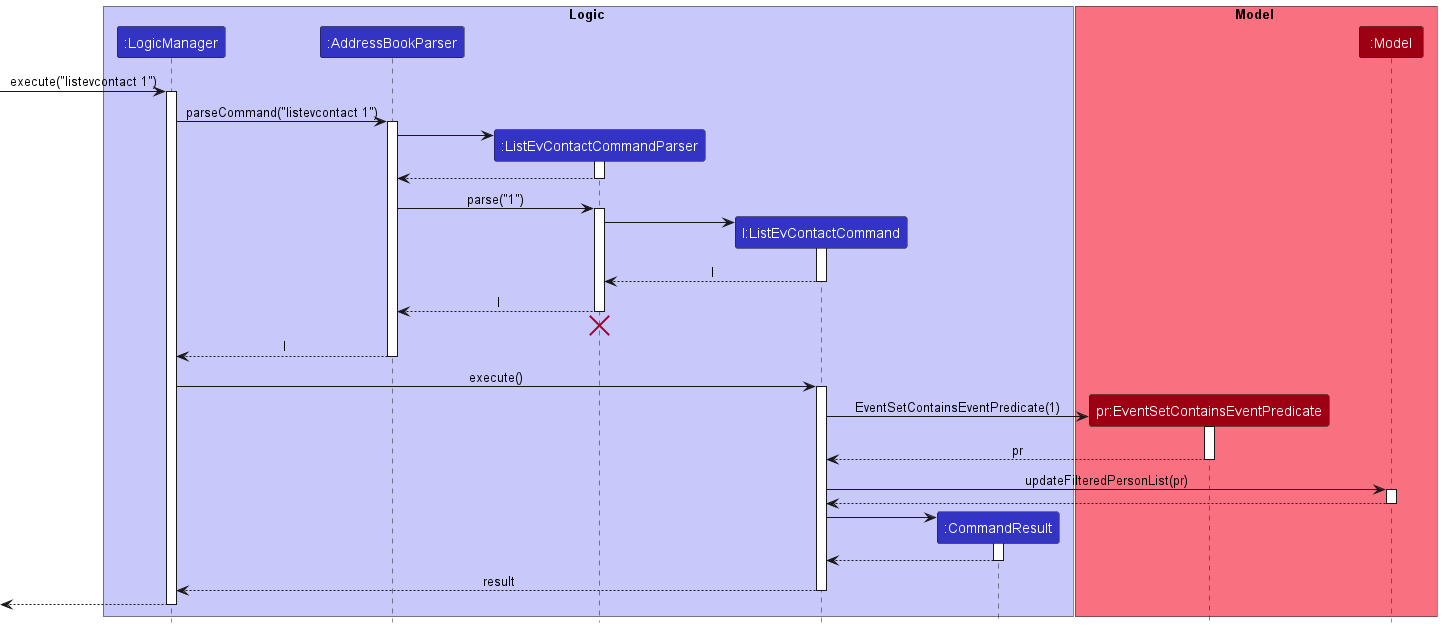 Logic
Model
:LogicManager
:AddressBookParser
:Model
execute("listevcontact 1")
parseCommand("listevcontact 1")
:ListEvContactCommandParser
parse("1")
l:ListEvContactCommand
l
l
l
execute()
EventSetContainsEventPredicate(1)
pr:EventSetContainsEventPredicate
pr
updateFilteredPersonList(pr)
:CommandResult
result